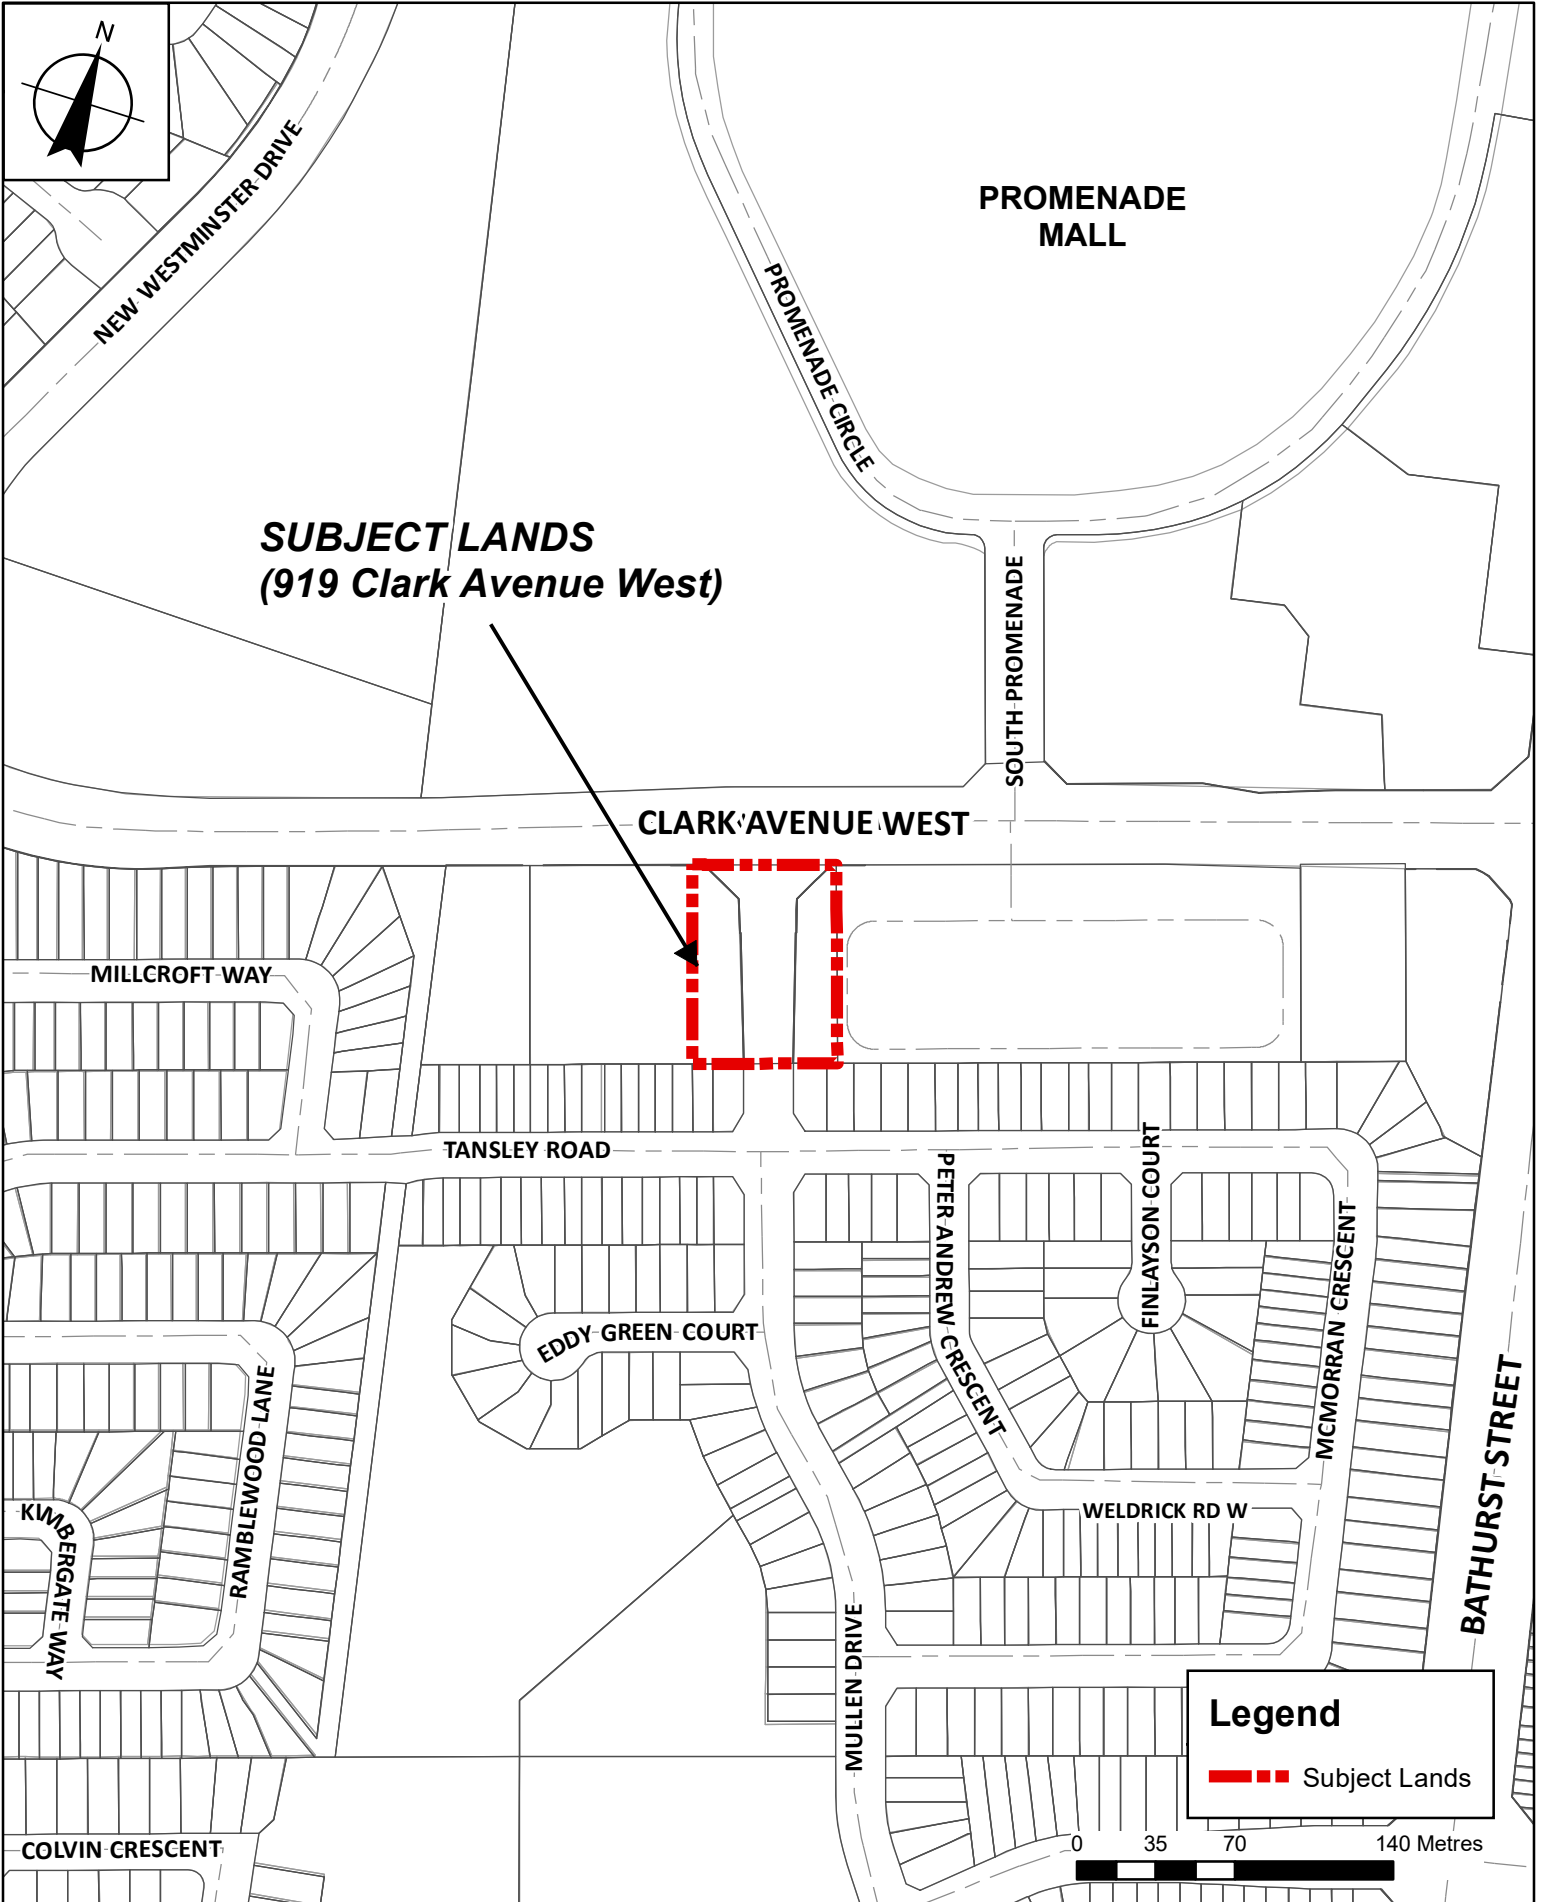 N
NEW WESTMINSTER DRIVE
PROMENADE
MALL
PROMENADE CIRCLE
SUBJECT LANDS
(919 Clark Avenue West)
SOUTH PROMENADE
CLARK AVENUE WEST
MILLCROFT WAY
TANSLEY ROAD
PETER ANDREW CRESCENT
FINLAYSON COURT
MCMORRAN CRESCENT
EDDY GREEN COURT
RAMBLEWOOD LANE
BATHURST STREET
KIMBERGATE WAY
WELDRICK RD W
MULLEN DRIVE
COLVIN CRESCENT
Legend
Subject Lands
0 35 70 140 Metres